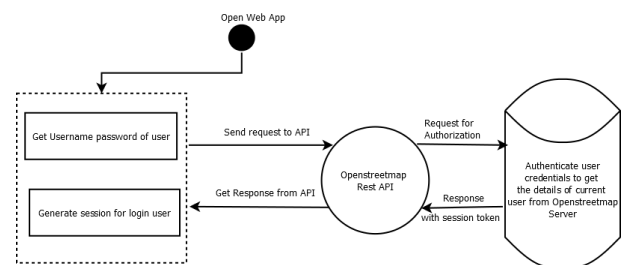 Open Web App
Get Username password of user
Send request to API
Request for
Authorization
Openstreetmap
Rest API
Authenticate user
credentials to get
the details of current
user from Openstreetmap
Server
Generate session for login user
Get Response from API
Response
with session token